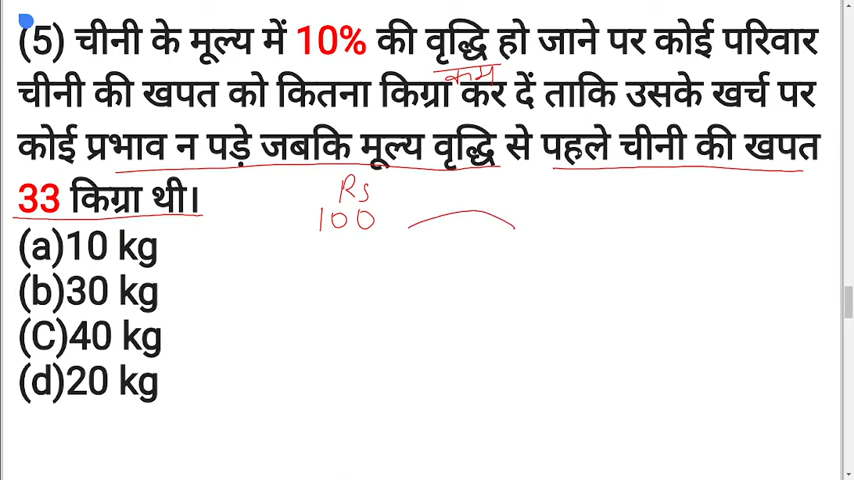 (5) चीनी के मूल्य में 10% की वृद्धि हो जाने पर कोई परिवार
कम
चीनी की खपत को कितना किग्रा कर दें ताकि उसके खर्च पर
कोई प्रभाव न पड़े जबकि मूल्य वृद्धि से पहले चीनी की खपत
33 किग्रा थी।
Rs
100
(a)10 kg
(b)30 kg
(C)40 kg
(d)20 kg